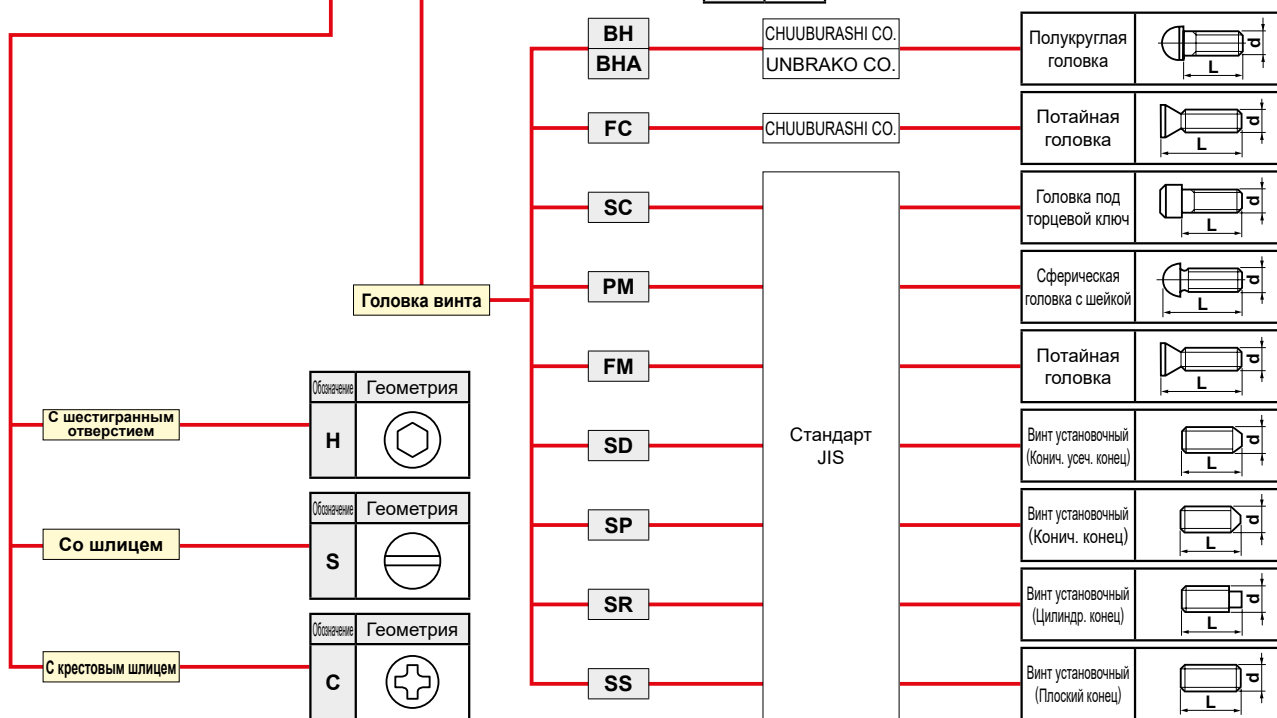 BH
CHUUBURASHI CO.
BHA
UNBRAKO CO.
Полукруглая
головка
d
L
FC
CHUUBURASHI CO.
Потайная
головка
d
L
SC
Головка под
торцевой ключ
d
L
PM
Сферическая
головка с шейкой
d
L
Головка винта
FM
Потайная
головка
d
L
С шестигранным
отверстием
Обозначение Геометрия
H
SD
Стандарт
JIS
Винт установочный
(Конич. усеч. конец)
d
L
Со шлицем
Обозначение Геометрия
S
SP
Винт установочный
(Конич. конец)
d
L
SR
Винт установочный
(Цилиндр. конец)
d
L
С крестовым шлицем
Обозначение Геометрия
C
SS
Винт установочный
(Плоский конец)
d
L